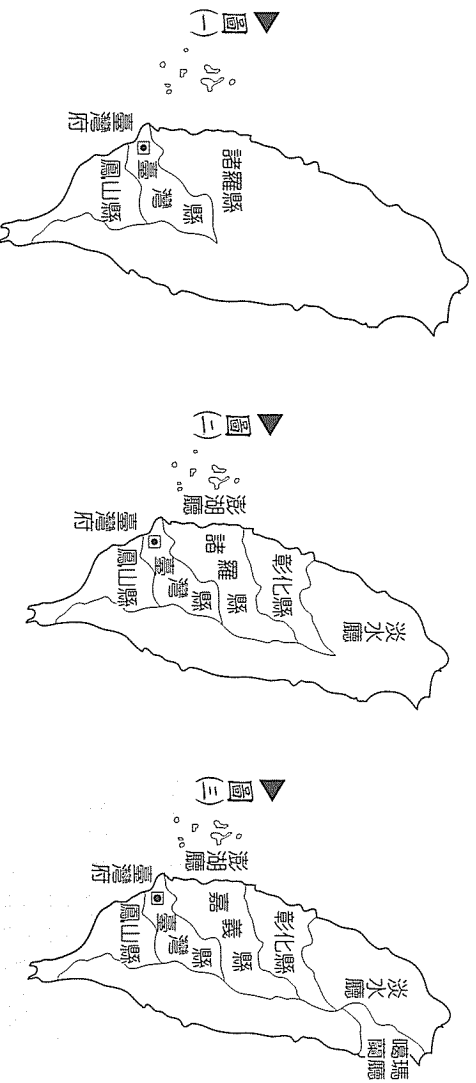 ▲圖(一)
諸羅縣
臺灣縣
鳳山縣
臺灣府
▲圖(二)
淡水廳
彰化縣
諸羅縣
臺灣縣
鳳山縣
澎湖廳
臺灣府
▲圖(三)
噶瑪蘭廳
淡水廳
彰化縣
嘉義縣
臺灣縣
鳳山縣
澎湖廳
臺灣府